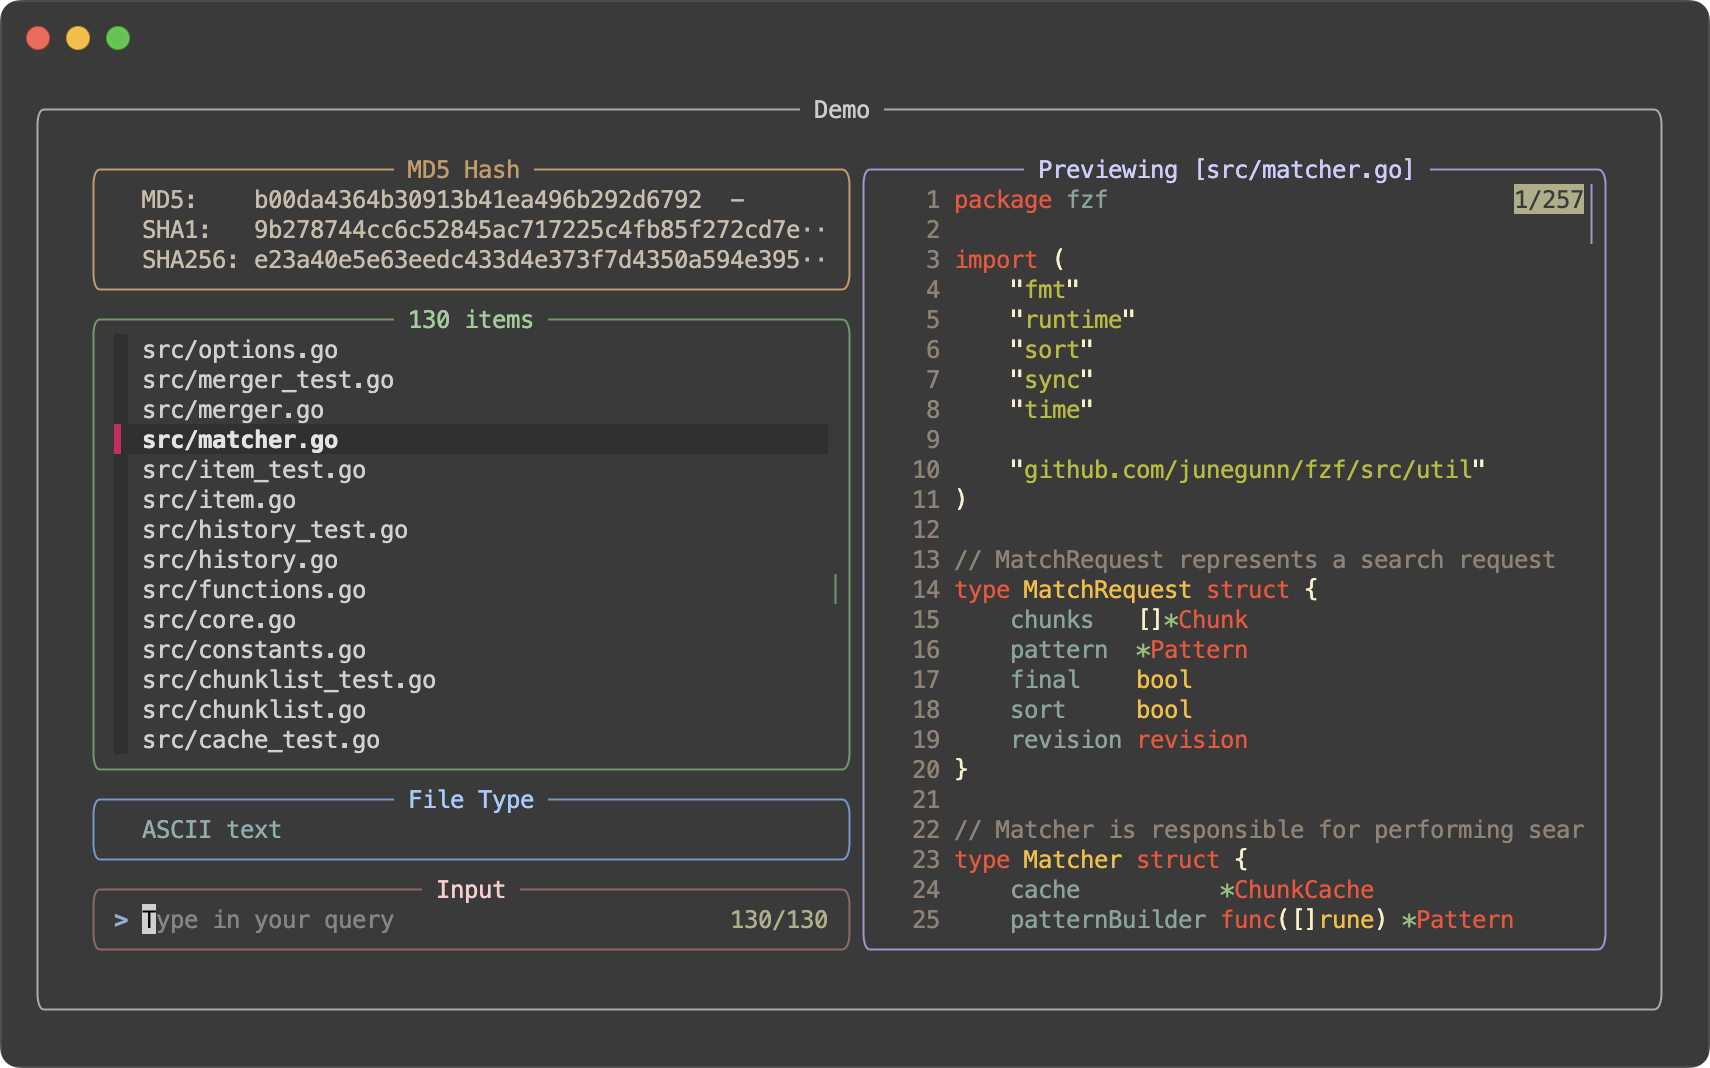 Demo
MD5 Hash
MD5:    b00da4364b30913b41ea496b292d6792  -
SHA1:   9b278744cc6c52845ac717225c4fb85f272cd7e··
SHA256: e23a40e5e63eedc433d4e373f7d4350a594e395··
130 items
src/options.go
src/merger_test.go
src/merger.go
src/matcher.go
src/item_test.go
src/item.go
src/history_test.go
src/history.go
src/functions.go
src/core.go
src/constants.go
src/chunklist_test.go
src/chunklist.go
src/cache_test.go
File Type
ASCII text
Input
> Type in your query 130/130
Previewing [src/matcher.go]
1 package fzf 1/257
2
3 import (
4     "fmt"
5     "runtime"
6     "sort"
7     "sync"
8     "time"
9
10     "github.com/junegunn/fzf/src/util"
11 )
12
13 // MatchRequest represents a search request
14 type MatchRequest struct {
15     chunks   []*Chunk
16     pattern  *Pattern
17     final    bool
18     sort     bool
19     revision revision
20 }
21
22 // Matcher is responsible for performing sear
23 type Matcher struct {
24     cache          *ChunkCache
25     patternBuilder func([]rune) *Pattern